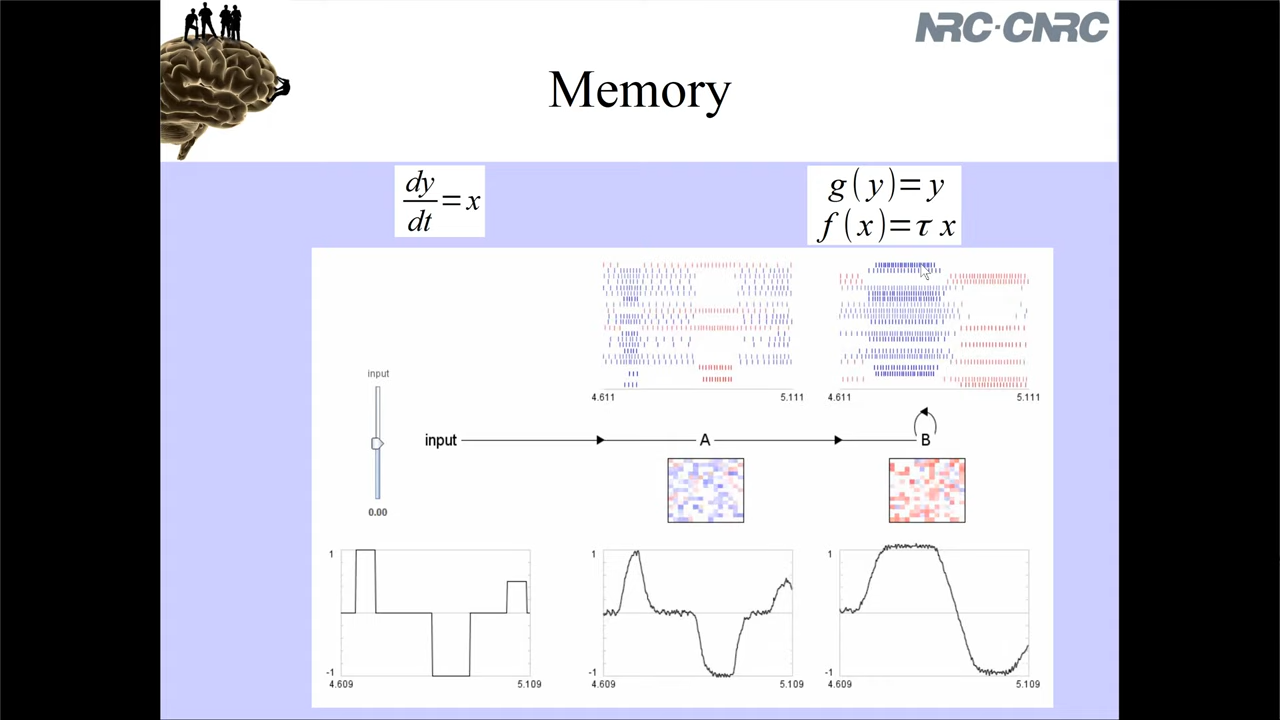 NRC·CNRC
Memory
dy/dt = x
g(y)=y
f(x)=τ x
input
0.00
4.611 5.111
4.611 5.111
input A B
1
-1
4.609 5.109
1
-1
4.609 5.109
1
-1
4.609 5.109